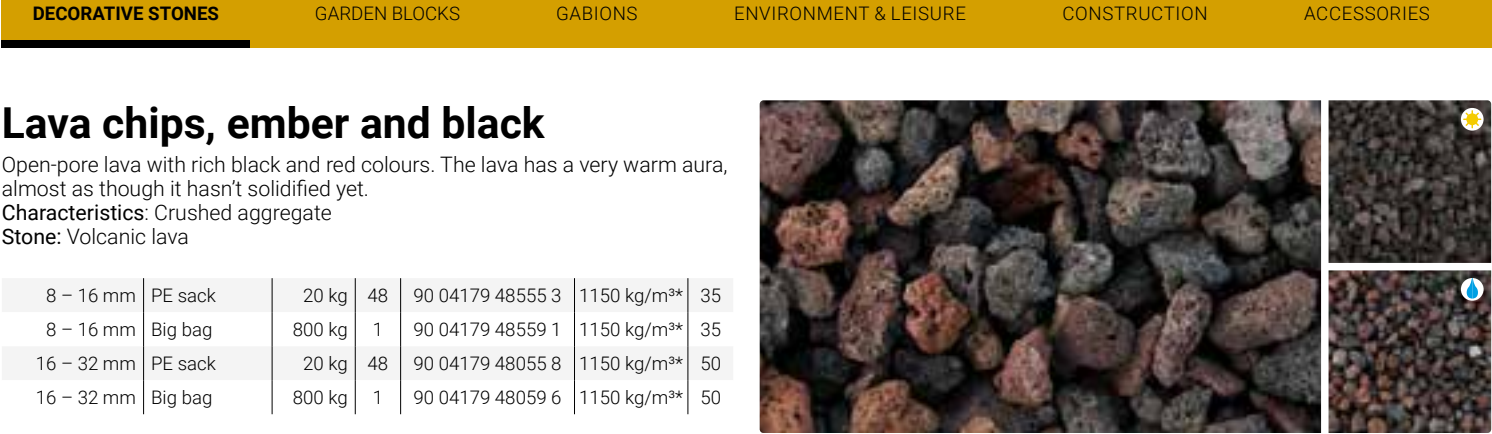 DECORATIVE STONES GARDEN BLOCKS GABIONS ENVIRONMENT & LEISURE CONSTRUCTION ACCESSORIES
Lava chips, ember and black
Open-pore lava with rich black and red colours. The lava has a very warm aura,
almost as though it hasn’t solidified yet.
Characteristics: Crushed aggregate
Stone: Volcanic lava
8 – 16 mm PE sack 20 kg 48 90 04179 48555 3 1150 kg/m³* 35
8 – 16 mm Big bag 800 kg 1 90 04179 48559 1 1150 kg/m³* 35
16 – 32 mm PE sack 20 kg 48 90 04179 48055 8 1150 kg/m³* 50
16 – 32 mm Big bag 800 kg 1 90 04179 48059 6 1150 kg/m³* 50